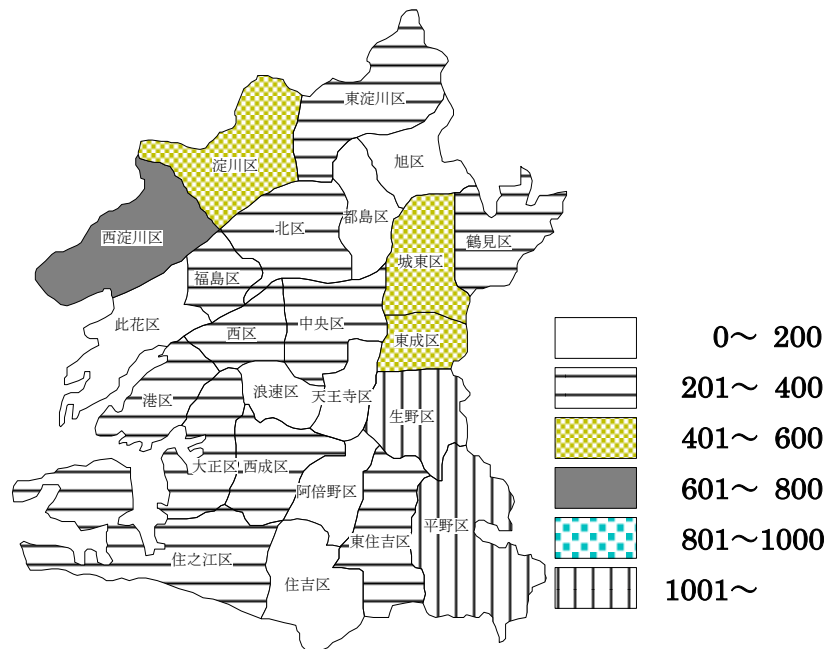 東淀川区
旭区
淀川区
都島区
北区
西淀川区
鶴見区
城東区
福島区
此花区
西区
中央区
東成区
浪速区
天王寺区
港区
生野区
大正区
西成区
阿倍野区
平野区
東住吉区
住之江区
住吉区
0～ 200
201～ 400
401～ 600
601～ 800
801～1000
1001～